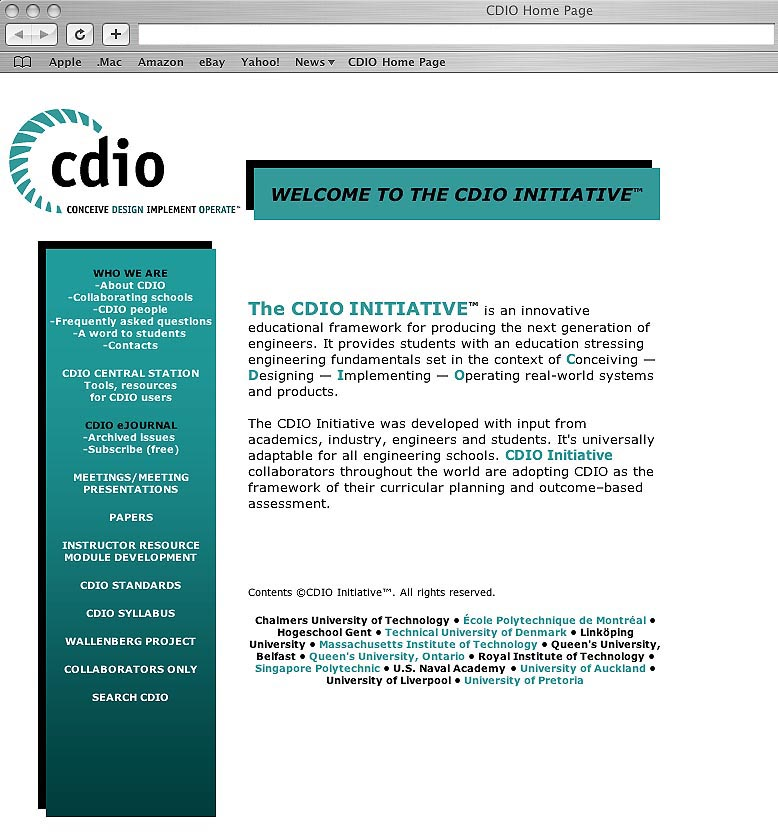 CDIO Home Page
Apple .Mac Amazon eBay Yahoo! News CDIO Home Page
cdio
CONCEIVE DESIGN IMPLEMENT OPERATE™
WELCOME TO THE CDIO INITIATIVE™
WHO WE ARE
-About CDIO
-Collaborating schools
-CDIO people
-Frequently asked questions
-A word to students
-Contacts
CDIO CENTRAL STATION
Tools, resources
for CDIO users
CDIO eJOURNAL
-Archived issues
-Subscribe (free)
MEETINGS/MEETING
PRESENTATIONS
PAPERS
INSTRUCTOR RESOURCE
MODULE DEVELOPMENT
CDIO STANDARDS
CDIO SYLLABUS
WALLENBERG PROJECT
COLLABORATORS ONLY
SEARCH CDIO
The CDIO INITIATIVE™ is an innovative
educational framework for producing the next generation of
engineers. It provides students with an education stressing
engineering fundamentals set in the context of Conceiving —
Designing — Implementing — Operating real-world systems
and products.
The CDIO Initiative was developed with input from
academics, industry, engineers and students. It's universally
adaptable for all engineering schools. CDIO Initiative
collaborators throughout the world are adopting CDIO as the
framework of their curricular planning and outcome–based
assessment.
Contents ©CDIO Initiative™. All rights reserved.
Chalmers University of Technology • École Polytechnique de Montréal •
Hogeschool Gent • Technical University of Denmark • Linköping
University • Massachusetts Institute of Technology • Queen's University,
Belfast • Queen's University, Ontario • Royal Institute of Technology •
Singapore Polytechnic • U.S. Naval Academy • University of Auckland •
University of Liverpool • University of Pretoria